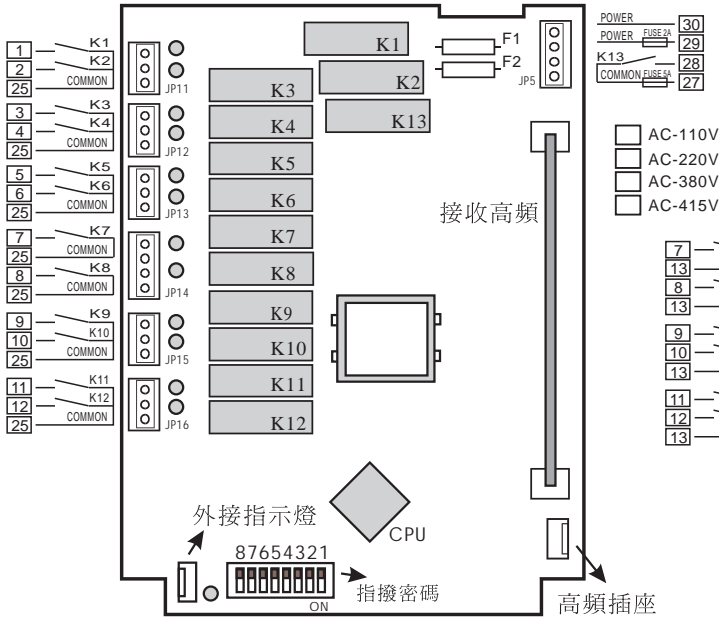 1 K1
2 K2
25 COMMON
JP11
3 K3
4 K4
25 COMMON
JP12
5 K5
6 K6
25 COMMON
JP13
7 K7
25 COMMON
8 K8
25 COMMON
JP14
9 K9
10 K10
25 COMMON
JP15
11 K11
12 K12
25 COMMON
JP16
K1
K2
K13
K3
K4
K5
K6
K7
K8
K9
K10
K11
K12
F1
F2
JP5
接收高頻
CPU
外接指示燈
87654321
ON
指撥密碼
高頻插座
POWER 30
POWER FUSE 2A 29
K13 28
COMMON FUSE 5A 27
AC-110V
AC-220V
AC-380V
AC-415V
7
13
8
13
9
10
13
11
12
13